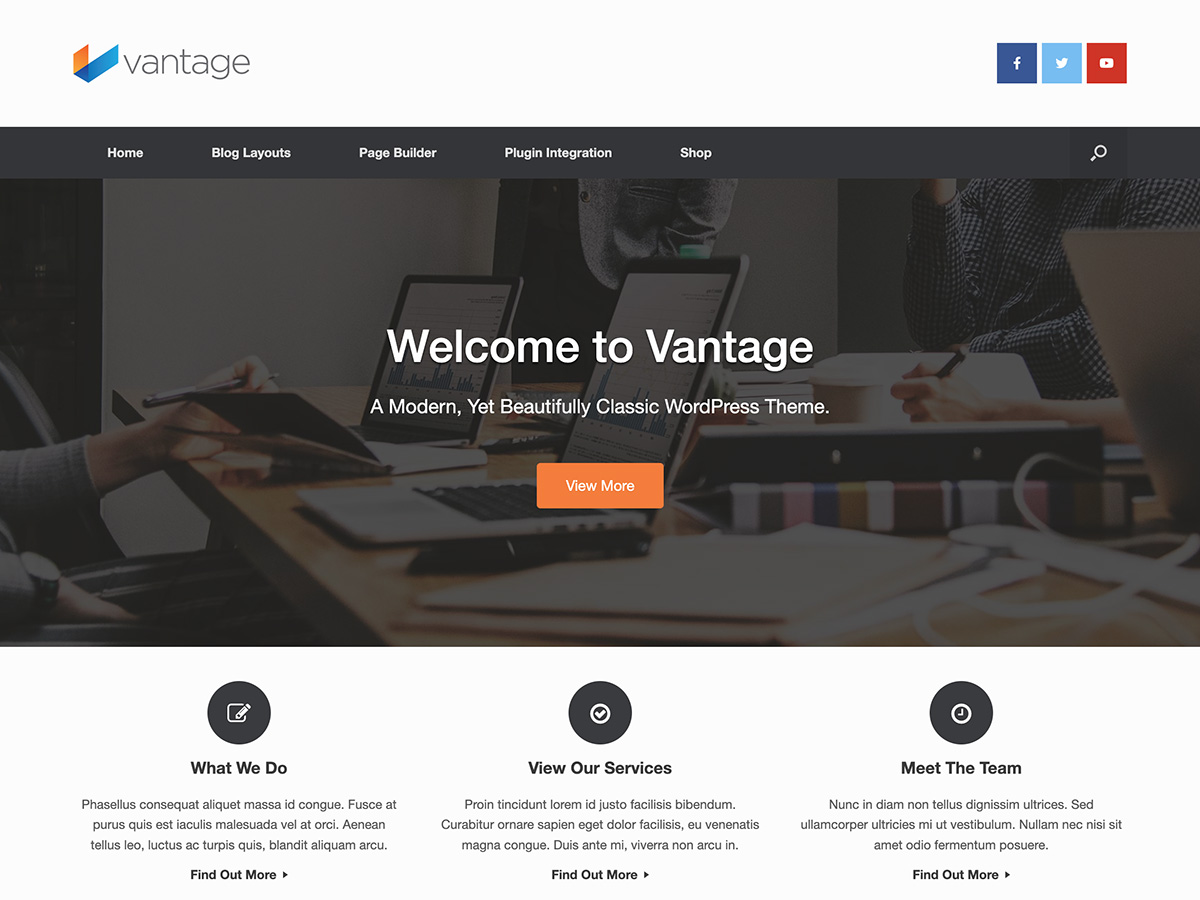 vantage
Home
Blog Layouts
Page Builder
Plugin Integration
Shop
Welcome to Vantage
A Modern, Yet Beautifully Classic WordPress Theme.
View More
What We Do
Phasellus consequat aliquet massa id congue. Fusce at
purus quis est iaculis malesuada vel at orci. Aenean
tellus leo, luctus ac turpis quis, blandit aliquam arcu.
Find Out More
View Our Services
Proin tincidunt lorem id justo facilisis bibendum.
Curabitur ornare sapien eget dolor facilisis, eu venenatis
magna congue. Duis ante mi, viverra non arcu in.
Find Out More
Meet The Team
Nunc in diam non tellus dignissim ultrices. Sed
ullamcorper ultricies mi ut vestibulum. Nullam nec nisi sit
amet odio fermentum posuere.
Find Out More